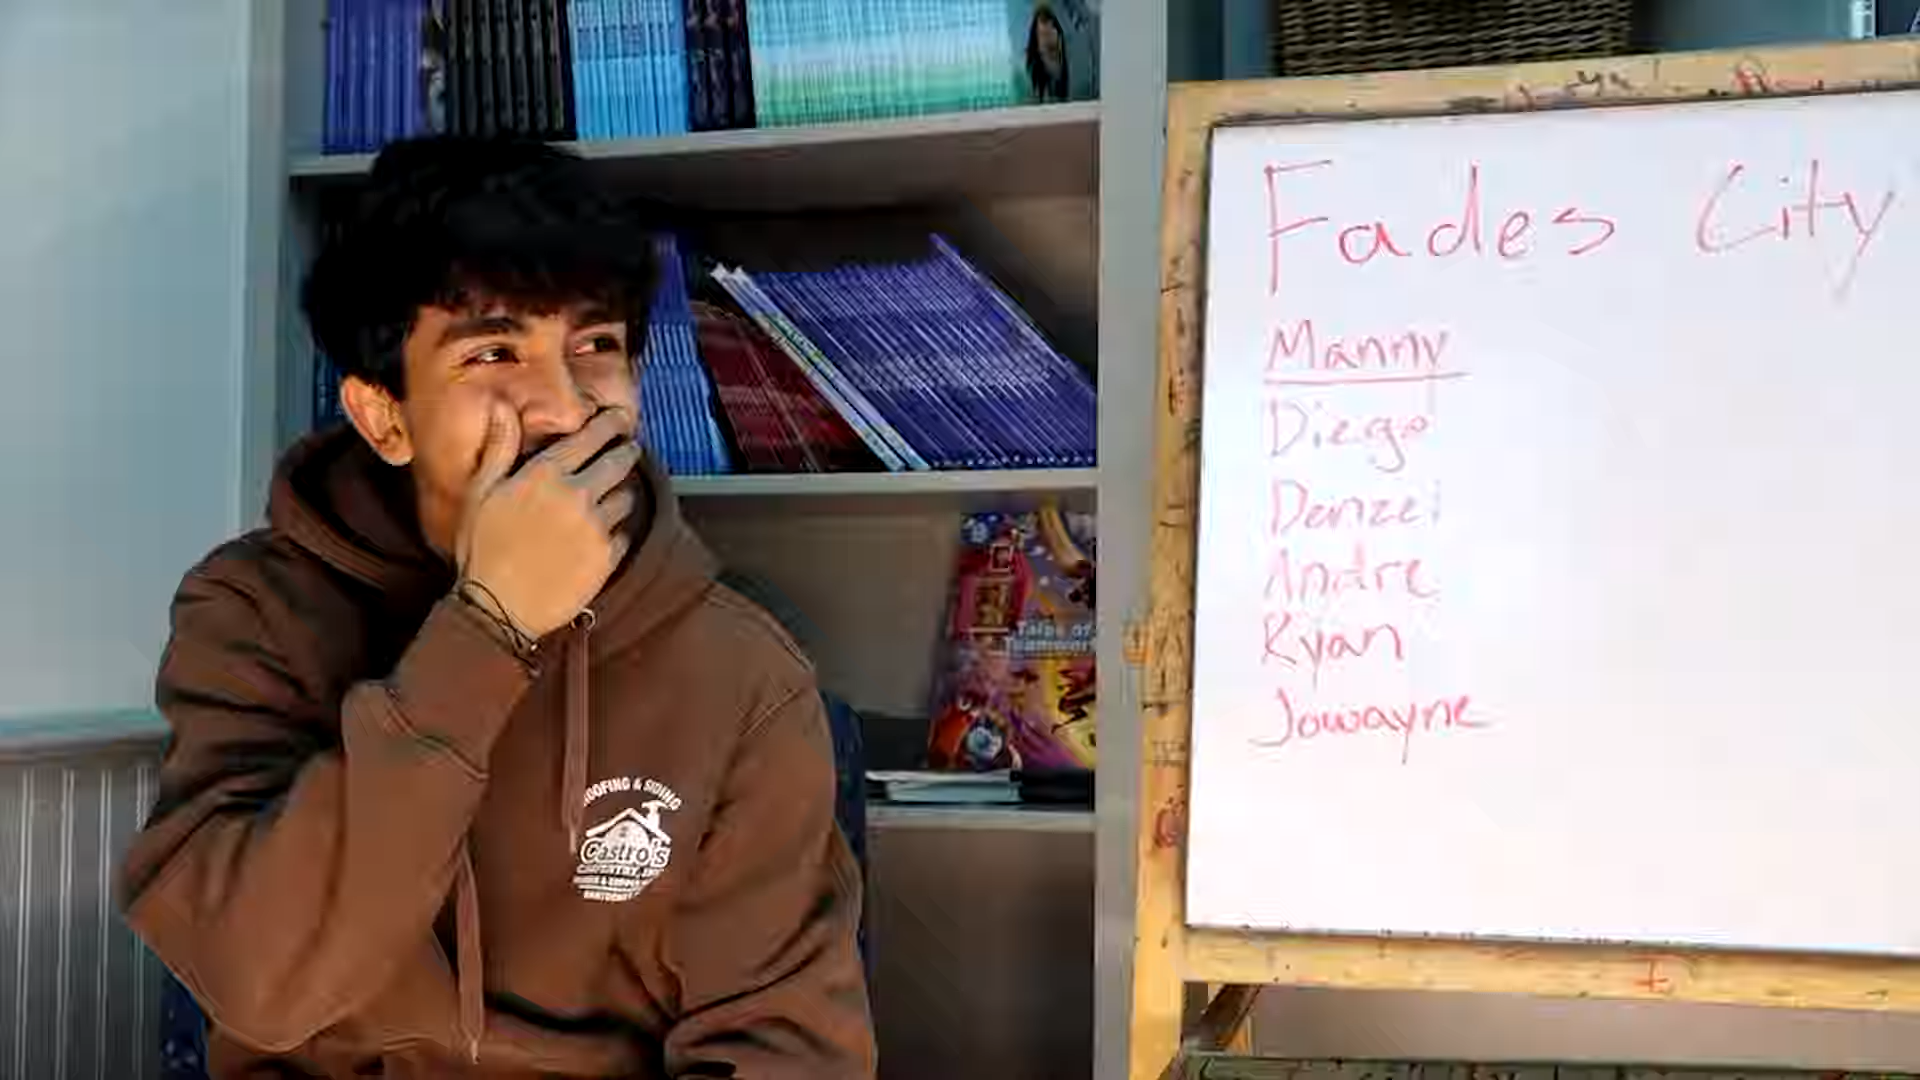 Fades City
Manny
Diego
Denzel
Andre
Ryan
Jowayne
ROOFING & SIDING
Castro's
Tales of
Teamwork